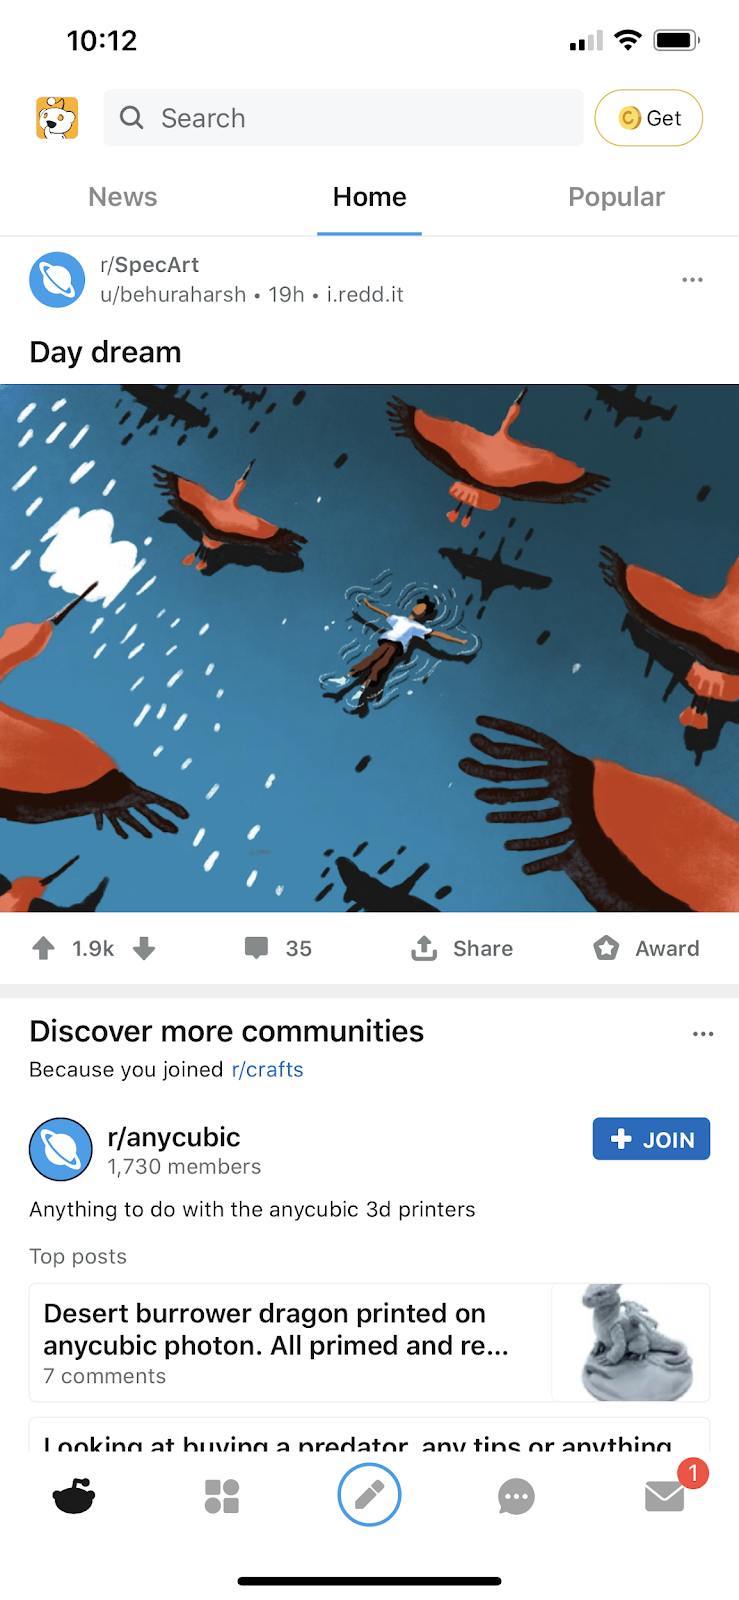 10:12
Search
Get
News
Home
Popular
r/SpecArt
u/behuraharsh • 19h • i.redd.it
Day dream
1.9k
35
Share
Award
Discover more communities
Because you joined r/crafts
r/anycubic
JOIN
1,730 members
Anything to do with the anycubic 3d printers
Top posts
Desert burrower dragon printed on
anycubic photon. All primed and re...
7 comments
Looking at buying a predator, any tips or anything
1